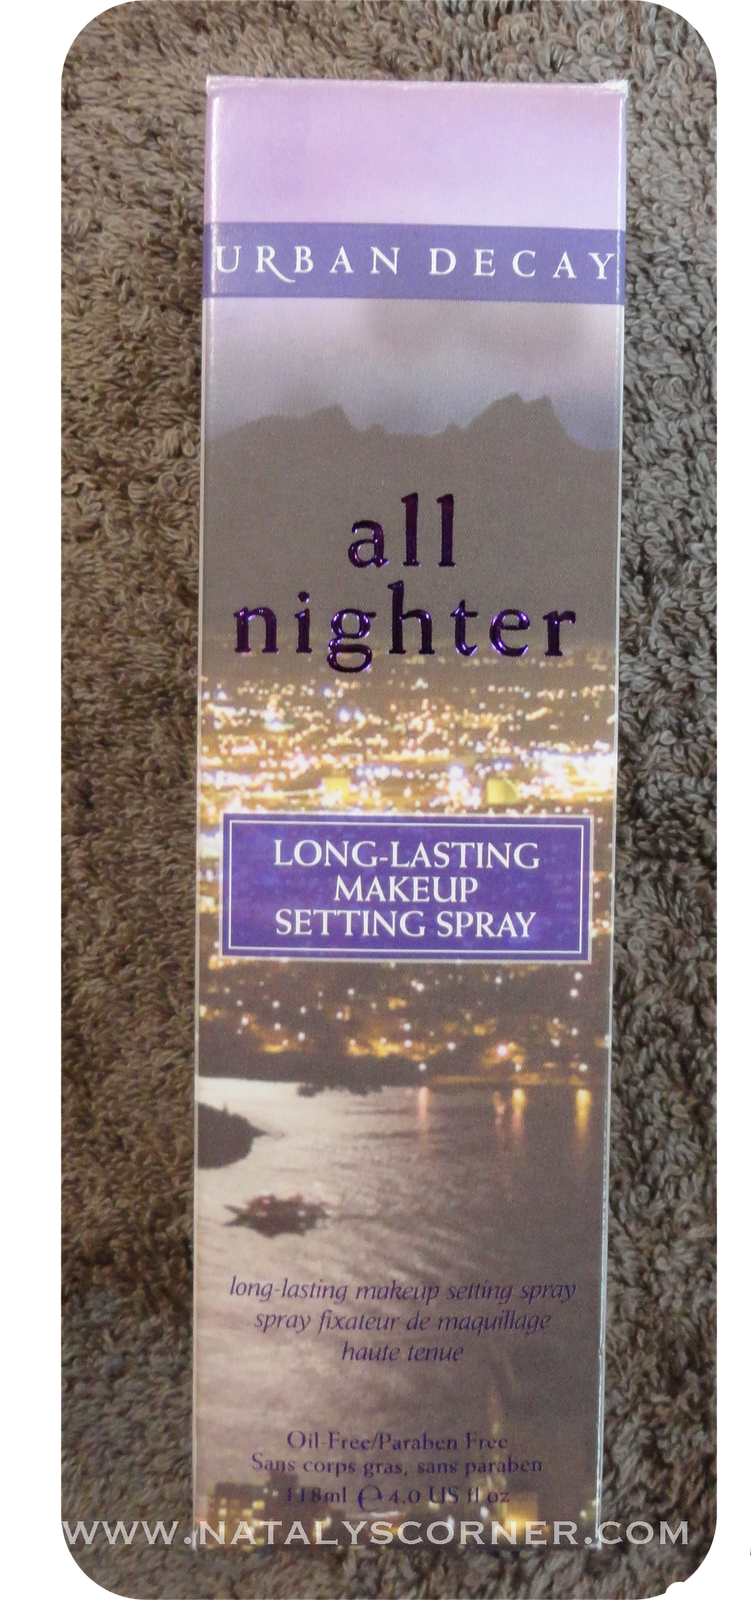 URBAN DECAY
all
nighter
LONG-LASTING
MAKEUP
SETTING SPRAY
long-lasting makeup setting spray
spray fixateur de maquillage
haute tenue
Oil-Free/Paraben Free
Sans corps gras, sans paraben
118ml ℮ 4.0 US fl oz
WWW.NATALYSCORNER.COM